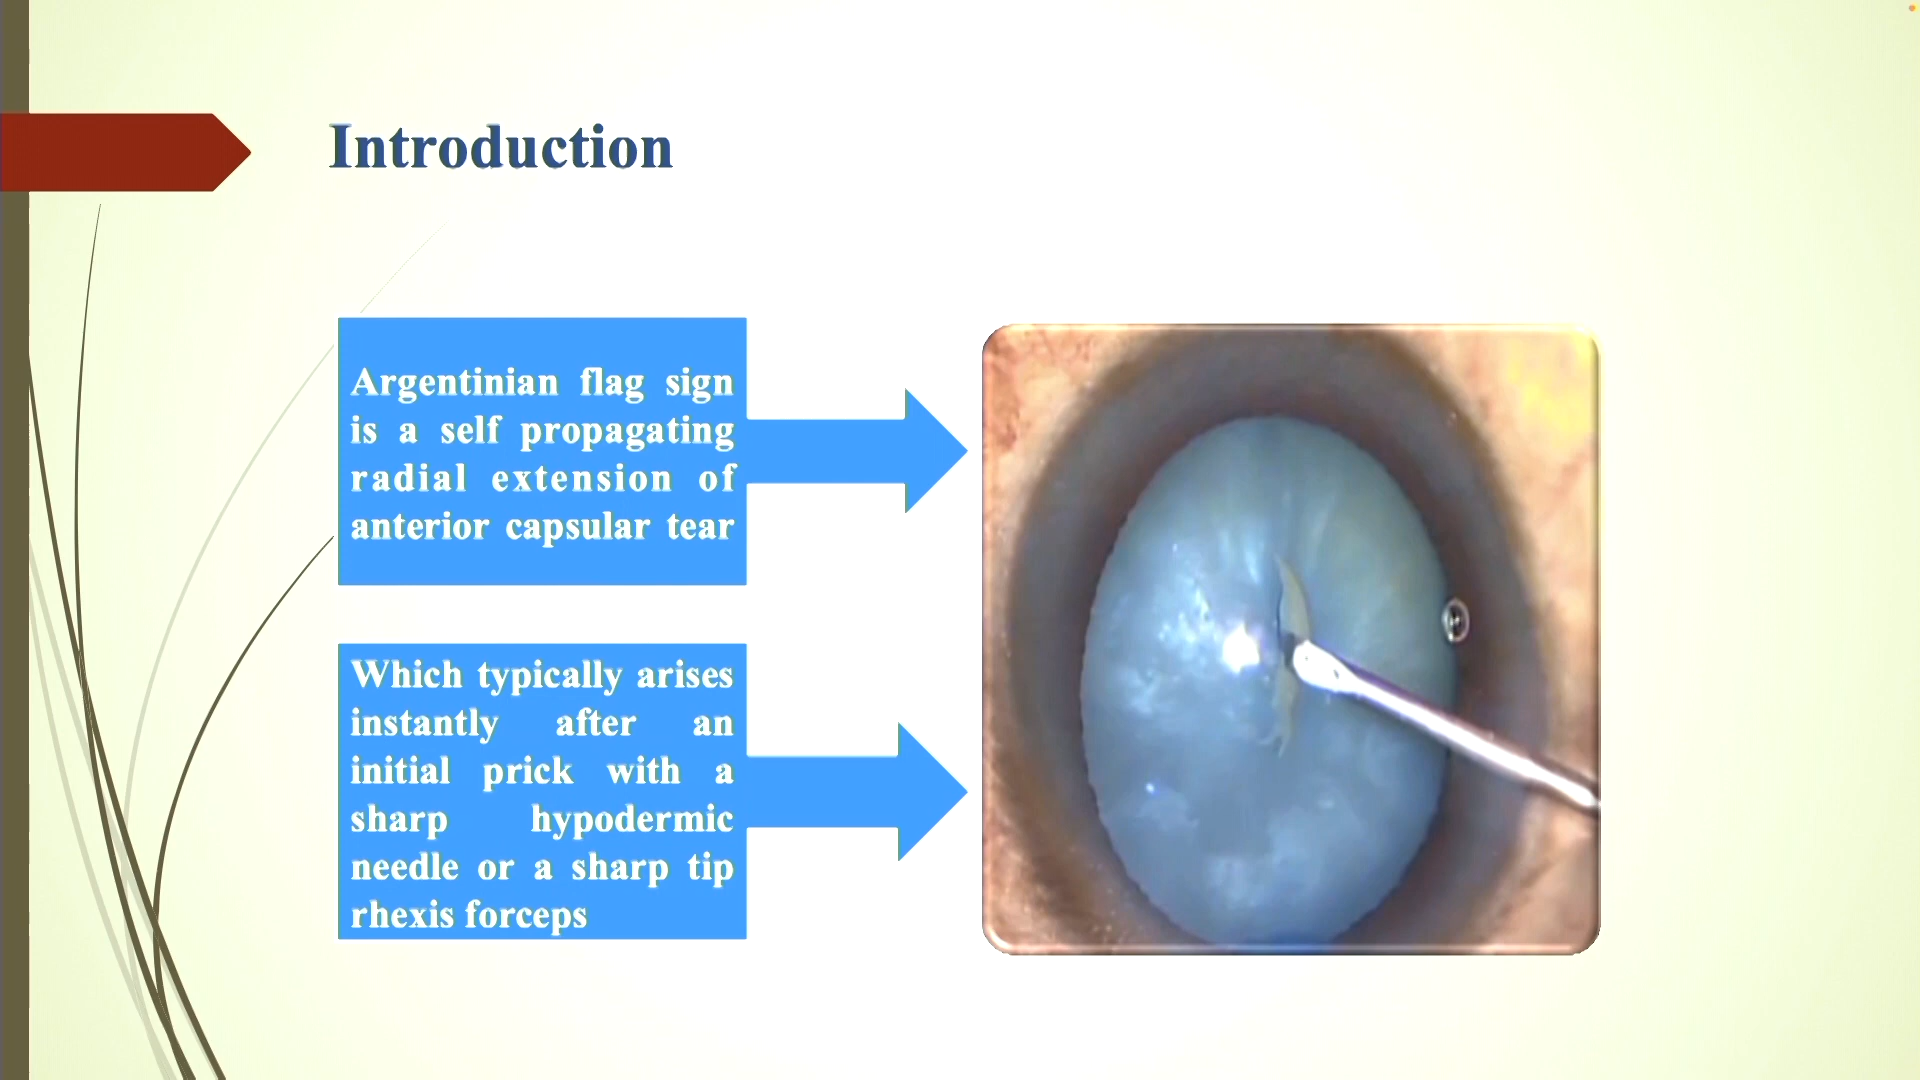 Introduction
Argentinian flag sign
is a self propagating
radial extension of
anterior capsular tear
Which typically arises
instantly after an
initial prick with a
sharp hypodermic
needle or a sharp tip
rhexis forceps